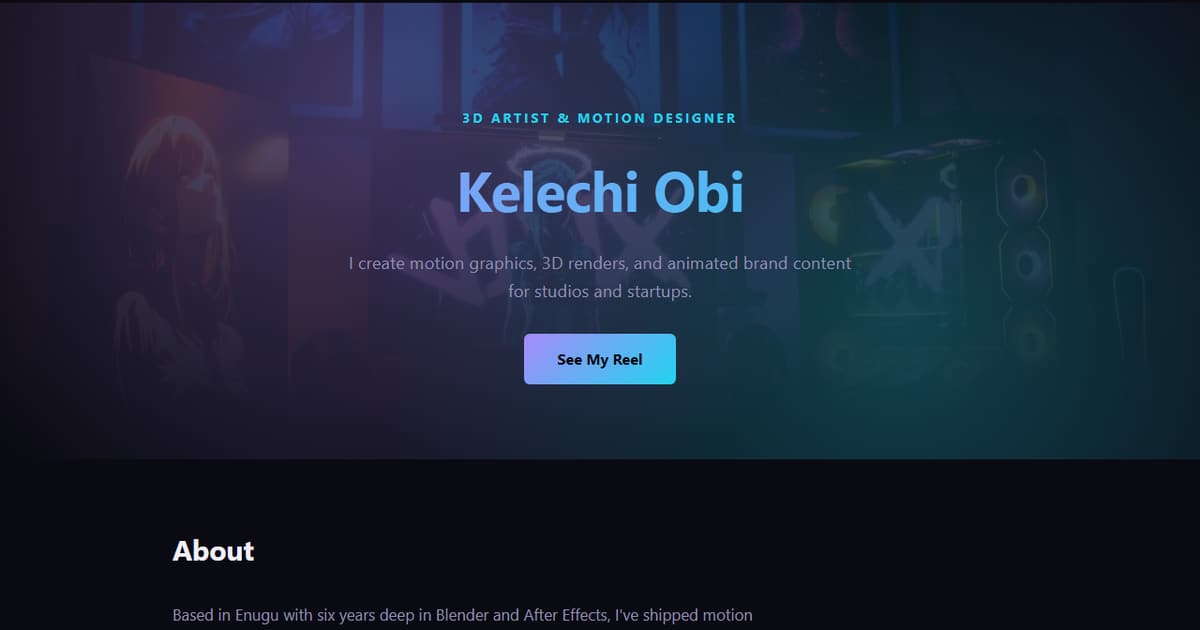 3D ARTIST & MOTION DESIGNER
Kelechi Obi
I create motion graphics, 3D renders, and animated brand content
for studios and startups.
See My Reel
About
Based in Enugu with six years deep in Blender and After Effects, I've shipped motion